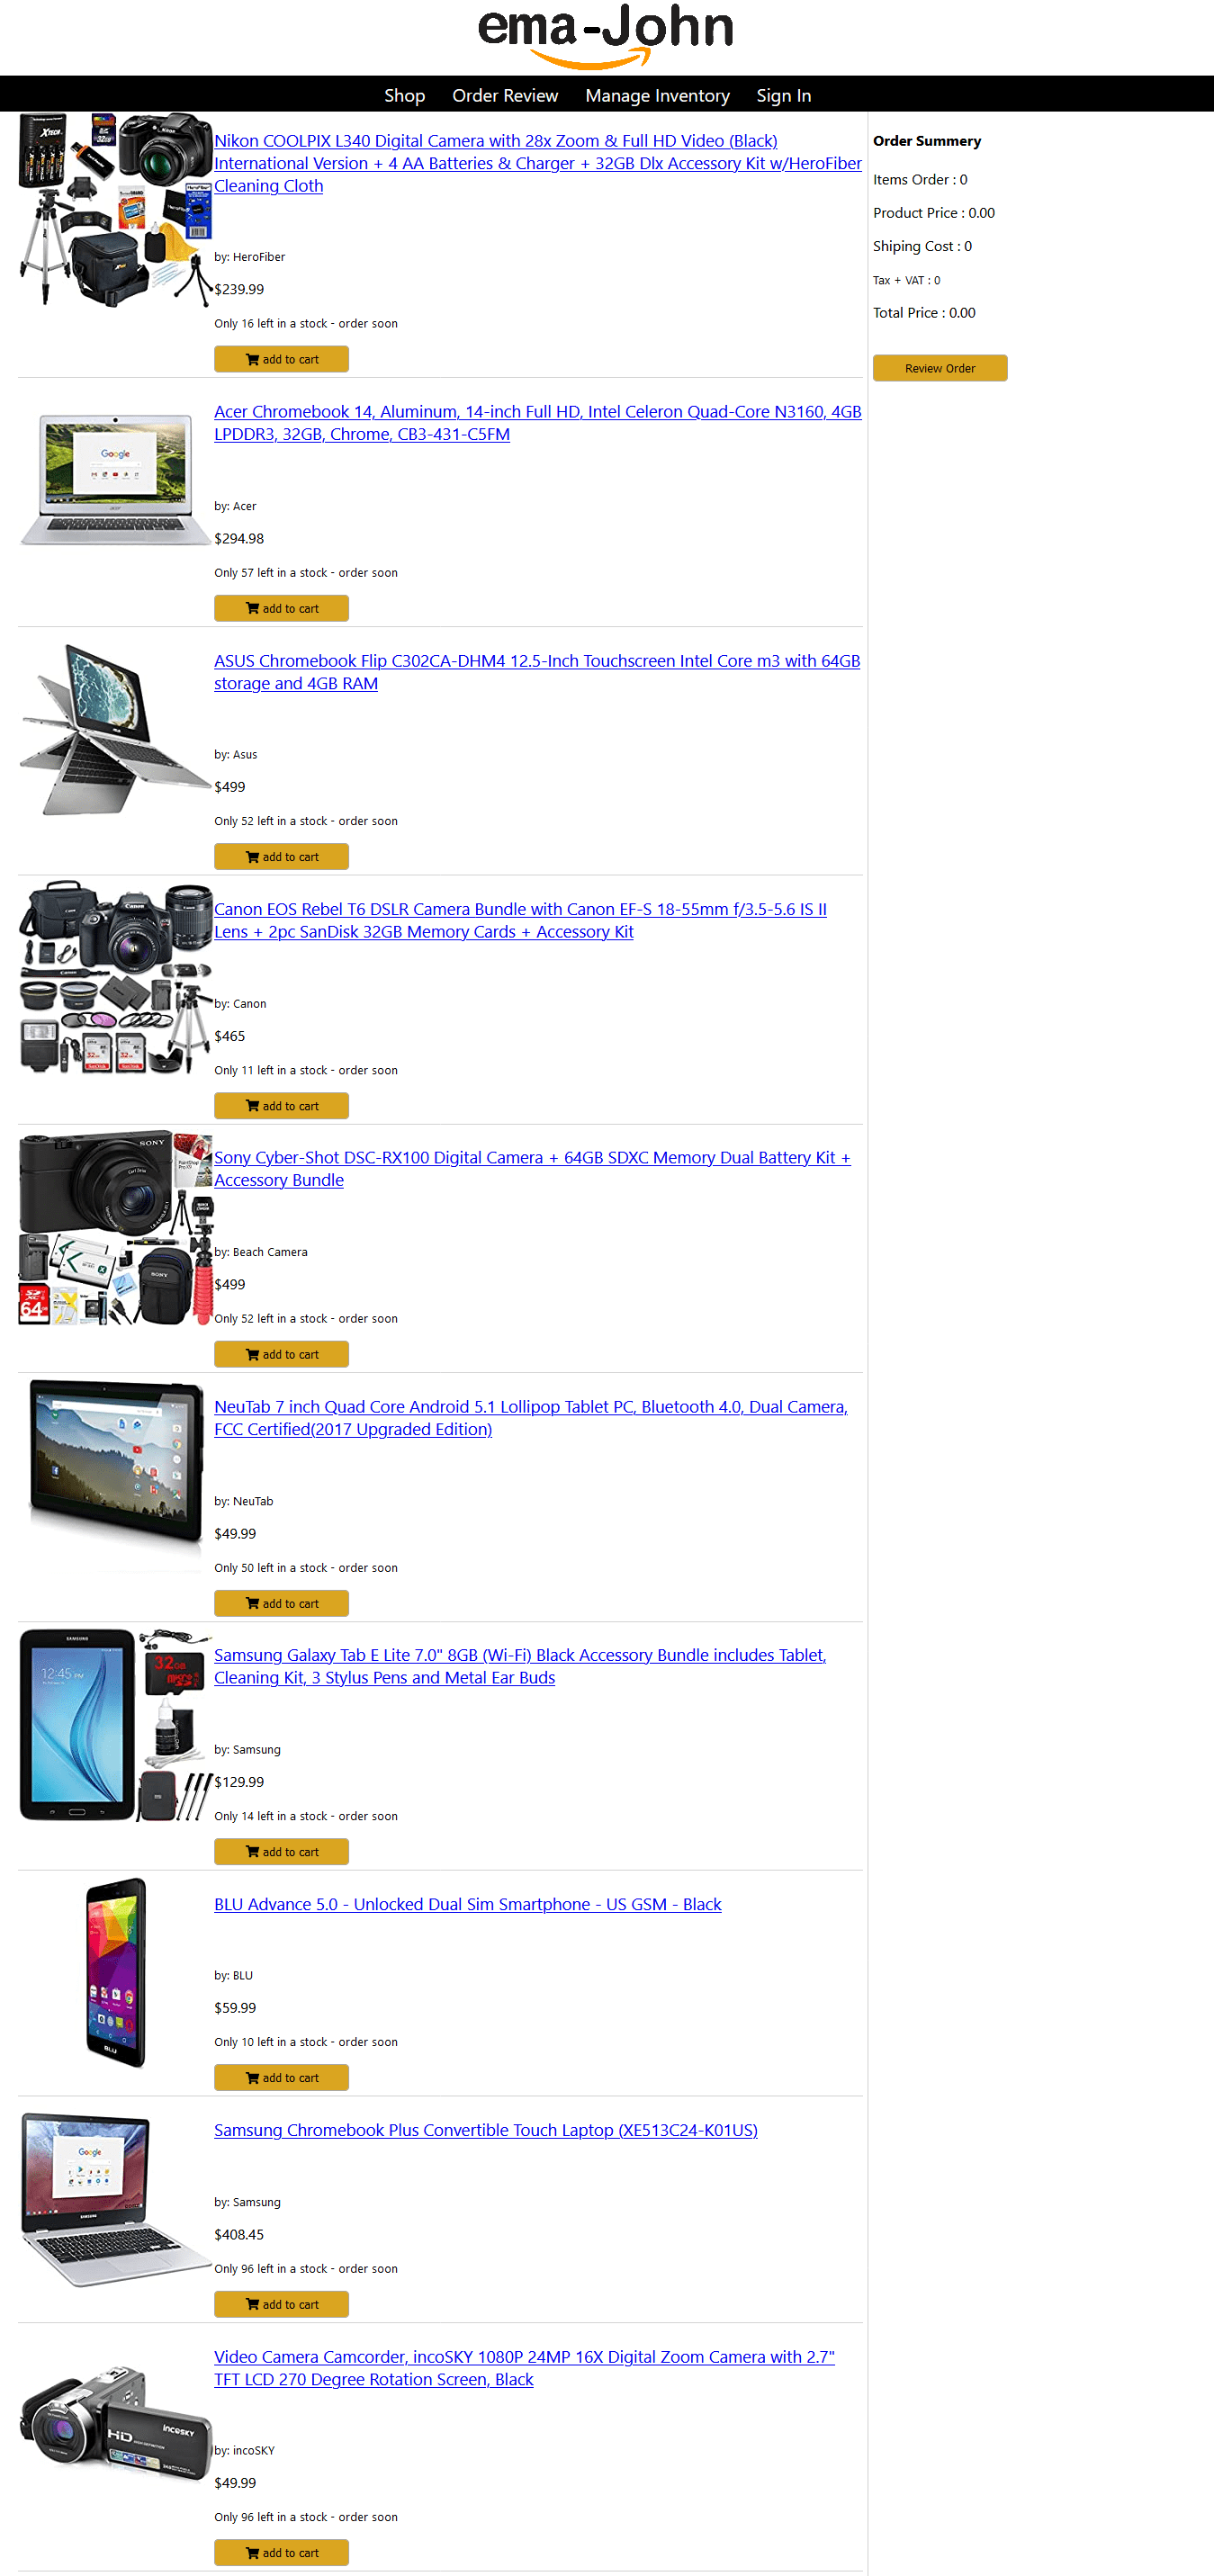 ema-John
Shop Order Review Manage Inventory Sign In
Nikon COOLPIX L340 Digital Camera with 28x Zoom & Full HD Video (Black)
International Version + 4 AA Batteries & Charger + 32GB Dlx Accessory Kit w/HeroFiber
Cleaning Cloth
by: HeroFiber
$239.99
Only 16 left in a stock - order soon
add to cart
Acer Chromebook 14, Aluminum, 14-inch Full HD, Intel Celeron Quad-Core N3160, 4GB
LPDDR3, 32GB, Chrome, CB3-431-C5FM
by: Acer
$294.98
Only 57 left in a stock - order soon
add to cart
ASUS Chromebook Flip C302CA-DHM4 12.5-Inch Touchscreen Intel Core m3 with 64GB
storage and 4GB RAM
by: Asus
$499
Only 52 left in a stock - order soon
add to cart
Canon EOS Rebel T6 DSLR Camera Bundle with Canon EF-S 18-55mm f/3.5-5.6 IS II
Lens + 2pc SanDisk 32GB Memory Cards + Accessory Kit
by: Canon
$465
Only 11 left in a stock - order soon
add to cart
Sony Cyber-Shot DSC-RX100 Digital Camera + 64GB SDXC Memory Dual Battery Kit +
Accessory Bundle
by: Beach Camera
$499
Only 52 left in a stock - order soon
add to cart
NeuTab 7 inch Quad Core Android 5.1 Lollipop Tablet PC, Bluetooth 4.0, Dual Camera,
FCC Certified(2017 Upgraded Edition)
by: NeuTab
$49.99
Only 50 left in a stock - order soon
add to cart
Samsung Galaxy Tab E Lite 7.0" 8GB (Wi-Fi) Black Accessory Bundle includes Tablet,
Cleaning Kit, 3 Stylus Pens and Metal Ear Buds
by: Samsung
$129.99
Only 14 left in a stock - order soon
add to cart
BLU Advance 5.0 - Unlocked Dual Sim Smartphone - US GSM - Black
by: BLU
$59.99
Only 10 left in a stock - order soon
add to cart
Samsung Chromebook Plus Convertible Touch Laptop (XE513C24-K01US)
by: Samsung
$408.45
Only 96 left in a stock - order soon
add to cart
Video Camera Camcorder, incoSKY 1080P 24MP 16X Digital Zoom Camera with 2.7"
TFT LCD 270 Degree Rotation Screen, Black
by: incoSKY
$49.99
Only 96 left in a stock - order soon
add to cart
Order Summery
Items Order : 0
Product Price : 0.00
Shiping Cost : 0
Tax + VAT : 0
Total Price : 0.00
Review Order
XTECH
Nikon
Google
Canon
SONY
64
SAMSUNG
12:45 PM
32GB
BLU
Google
HD
incosky